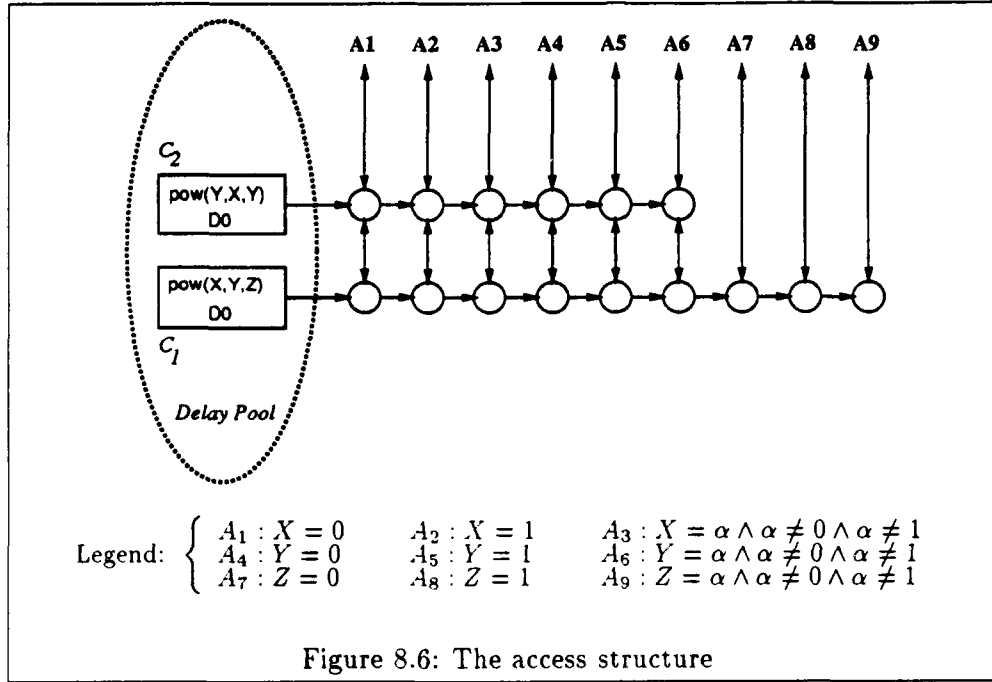 A1 A2 A3 A4 A5 A6 A7 A8 A9
C2
pow(Y,X,Y)
D0
pow(X,Y,Z)
D0
C1
Delay Pool
Legend: { A1 : X = 0 A2 : X = 1 A3 : X = α ∧ α ≠ 0 ∧ α ≠ 1
A4 : Y = 0 A5 : Y = 1 A6 : Y = α ∧ α ≠ 0 ∧ α ≠ 1
A7 : Z = 0 A8 : Z = 1 A9 : Z = α ∧ α ≠ 0 ∧ α ≠ 1
Figure 8.6: The access structure